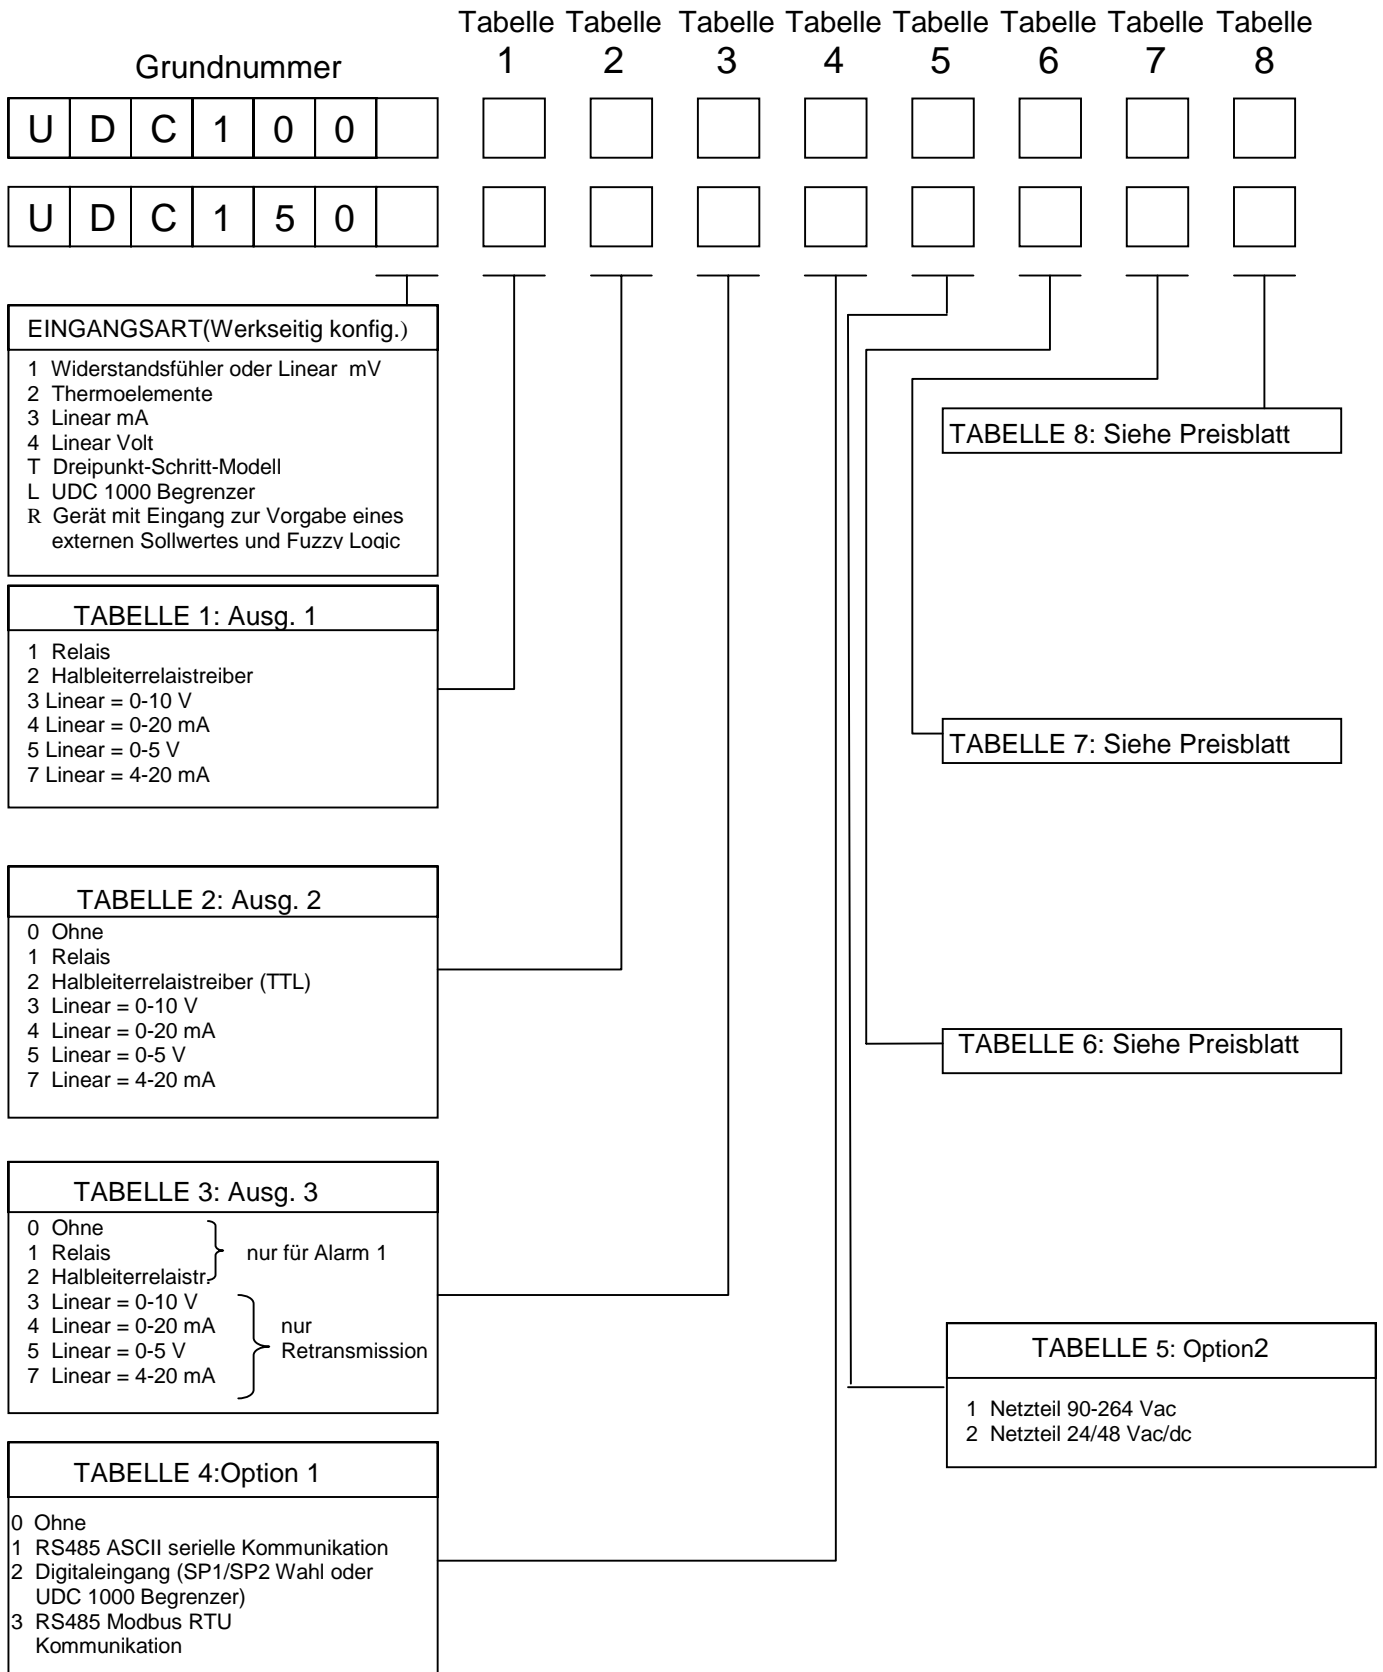 Tabelle Tabelle Tabelle Tabelle Tabelle Tabelle Tabelle Tabelle
Grundnummer 1 2 3 4 5 6 7 8
U D C 1 0 0
U D C 1 5 0
EINGANGSART(Werkseitig konfig.)
1 Widerstandsfühler oder Linear mV
2 Thermoelemente
3 Linear mA
4 Linear Volt
T Dreipunkt-Schritt-Modell
L UDC 1000 Begrenzer
R Gerät mit Eingang zur Vorgabe eines
externen Sollwertes und Fuzzy Logic
TABELLE 8: Siehe Preisblatt
TABELLE 1: Ausg. 1
1 Relais
2 Halbleiterrelaistreiber
3 Linear = 0-10 V
4 Linear = 0-20 mA
5 Linear = 0-5 V
7 Linear = 4-20 mA
TABELLE 7: Siehe Preisblatt
TABELLE 2: Ausg. 2
0 Ohne
1 Relais
2 Halbleiterrelaistreiber (TTL)
3 Linear = 0-10 V
4 Linear = 0-20 mA
5 Linear = 0-5 V
7 Linear = 4-20 mA
TABELLE 6: Siehe Preisblatt
TABELLE 3: Ausg. 3
0 Ohne
1 Relais
2 Halbleiterrelaistr.
nur für Alarm 1
3 Linear = 0-10 V
4 Linear = 0-20 mA
5 Linear = 0-5 V
7 Linear = 4-20 mA
nur
Retransmission
TABELLE 5: Option2
1 Netzteil 90-264 Vac
2 Netzteil 24/48 Vac/dc
TABELLE 4:Option 1
0 Ohne
1 RS485 ASCII serielle Kommunikation
2 Digitaleingang (SP1/SP2 Wahl oder
UDC 1000 Begrenzer)
3 RS485 Modbus RTU
Kommunikation